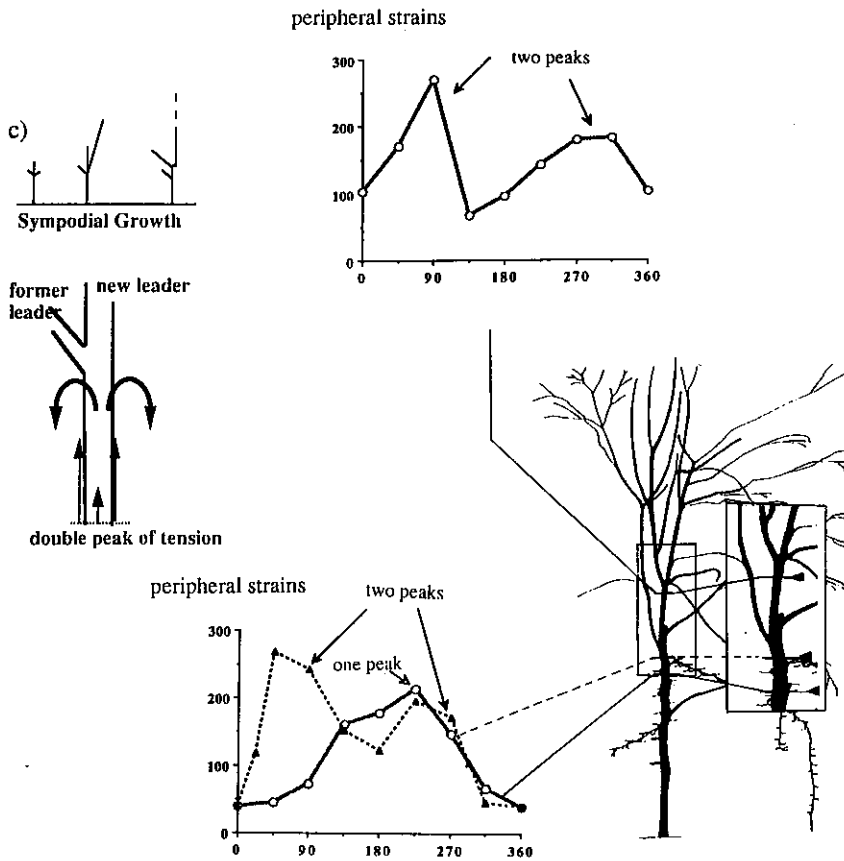 peripheral strains
300
200
100
0
0 90 180 270 360
two peaks
c)
Sympodial Growth
former leader
new leader
double peak of tension
peripheral strains
300
200
100
0
0 90 180 270 360
two peaks
one peak